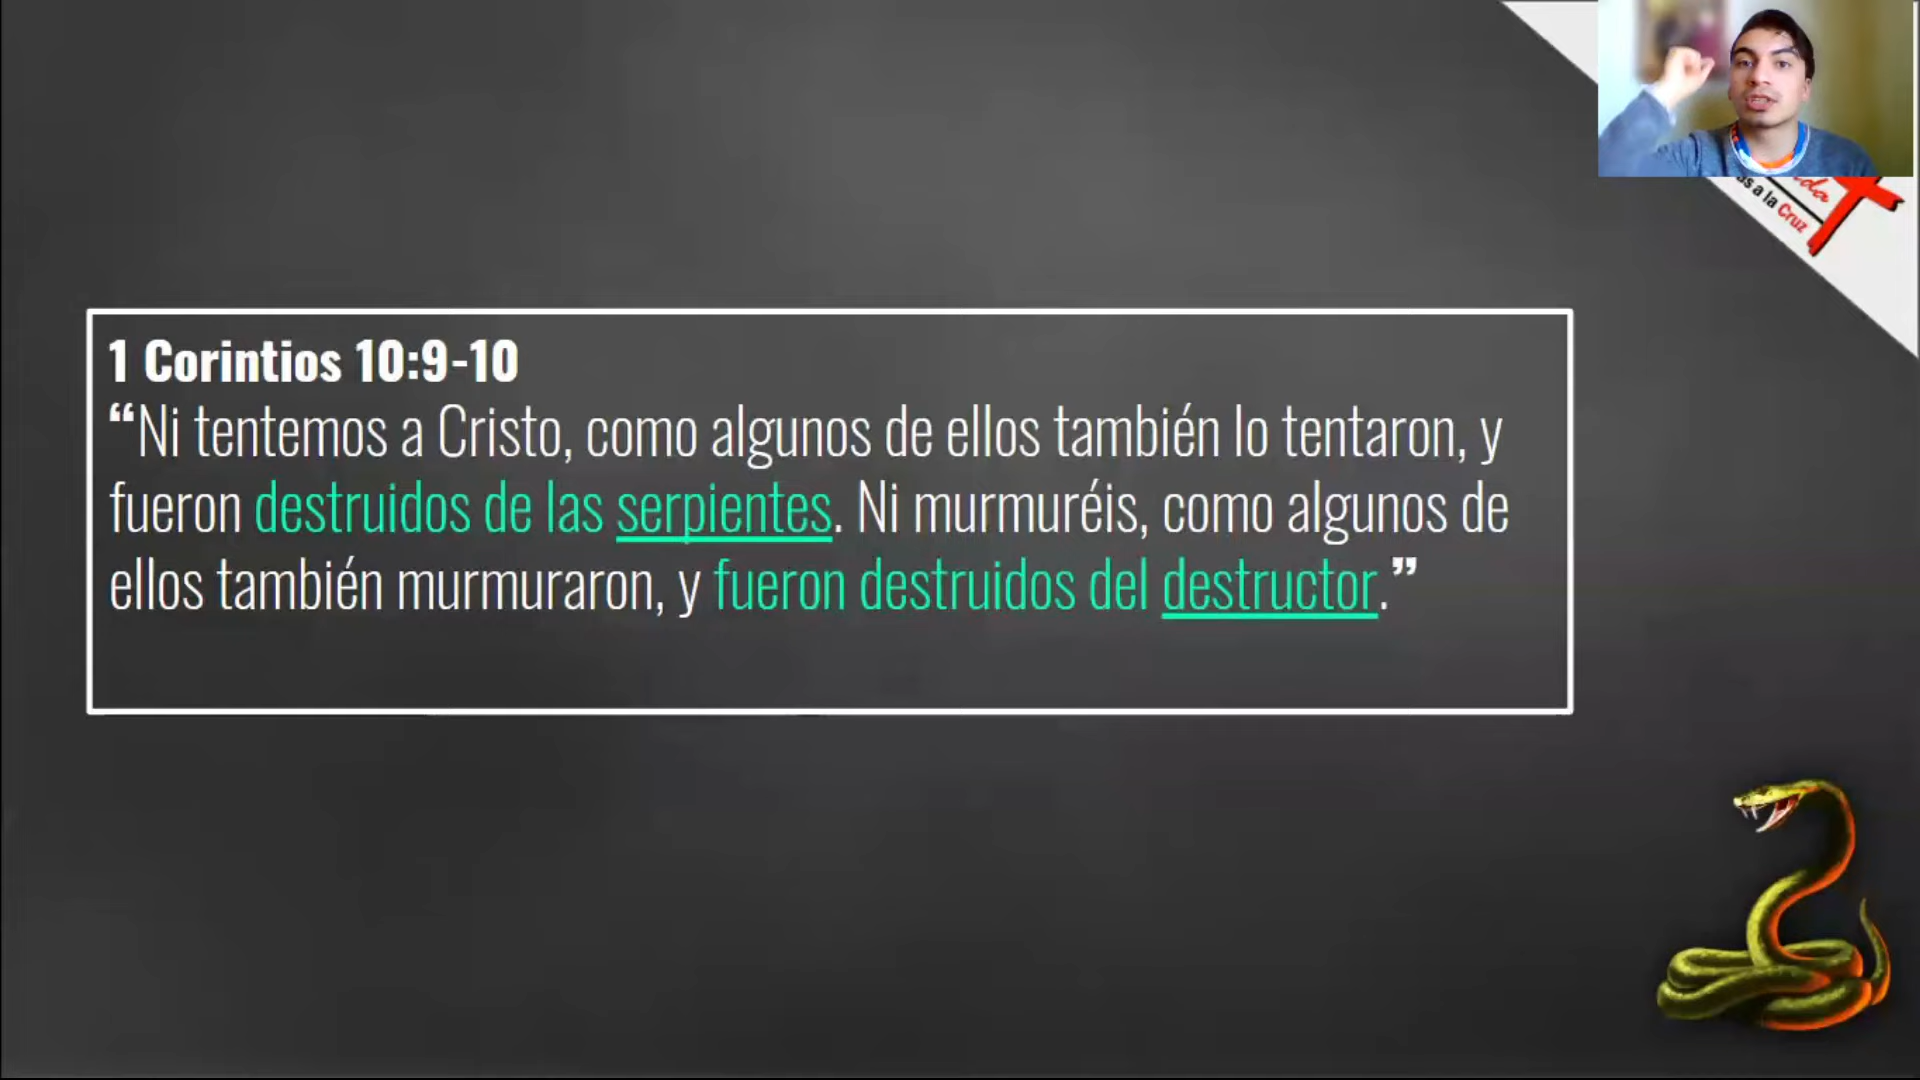 1 Corintios 10:9-10
“Ni tentemos a Cristo, como algunos de ellos también lo tentaron, y
fueron destruidos de las serpientes. Ni murmuréis, como algunos de
ellos también murmuraron, y fueron destruidos del destructor.”
a la Cruz